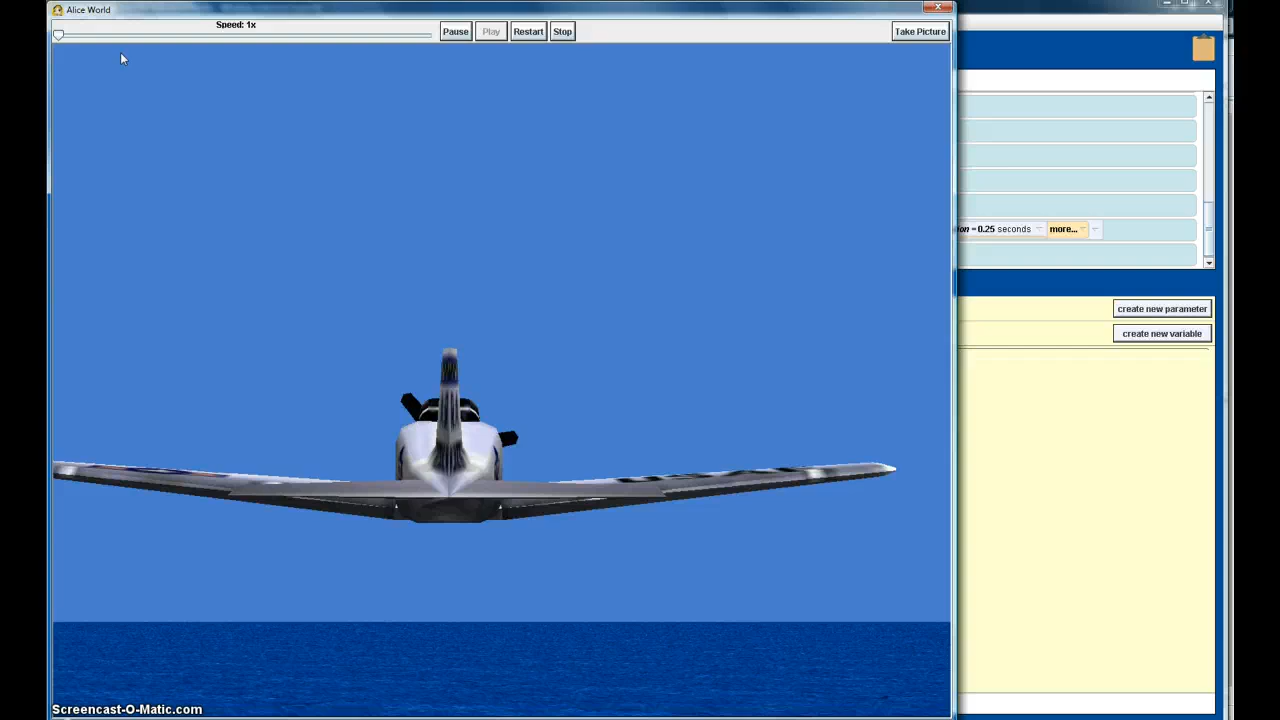 Alice World
Speed: 1x
Pause
Play
Restart
Stop
Take Picture
on = 0.25 seconds
more...
create new parameter
create new variable
Screencast-O-Matic.com